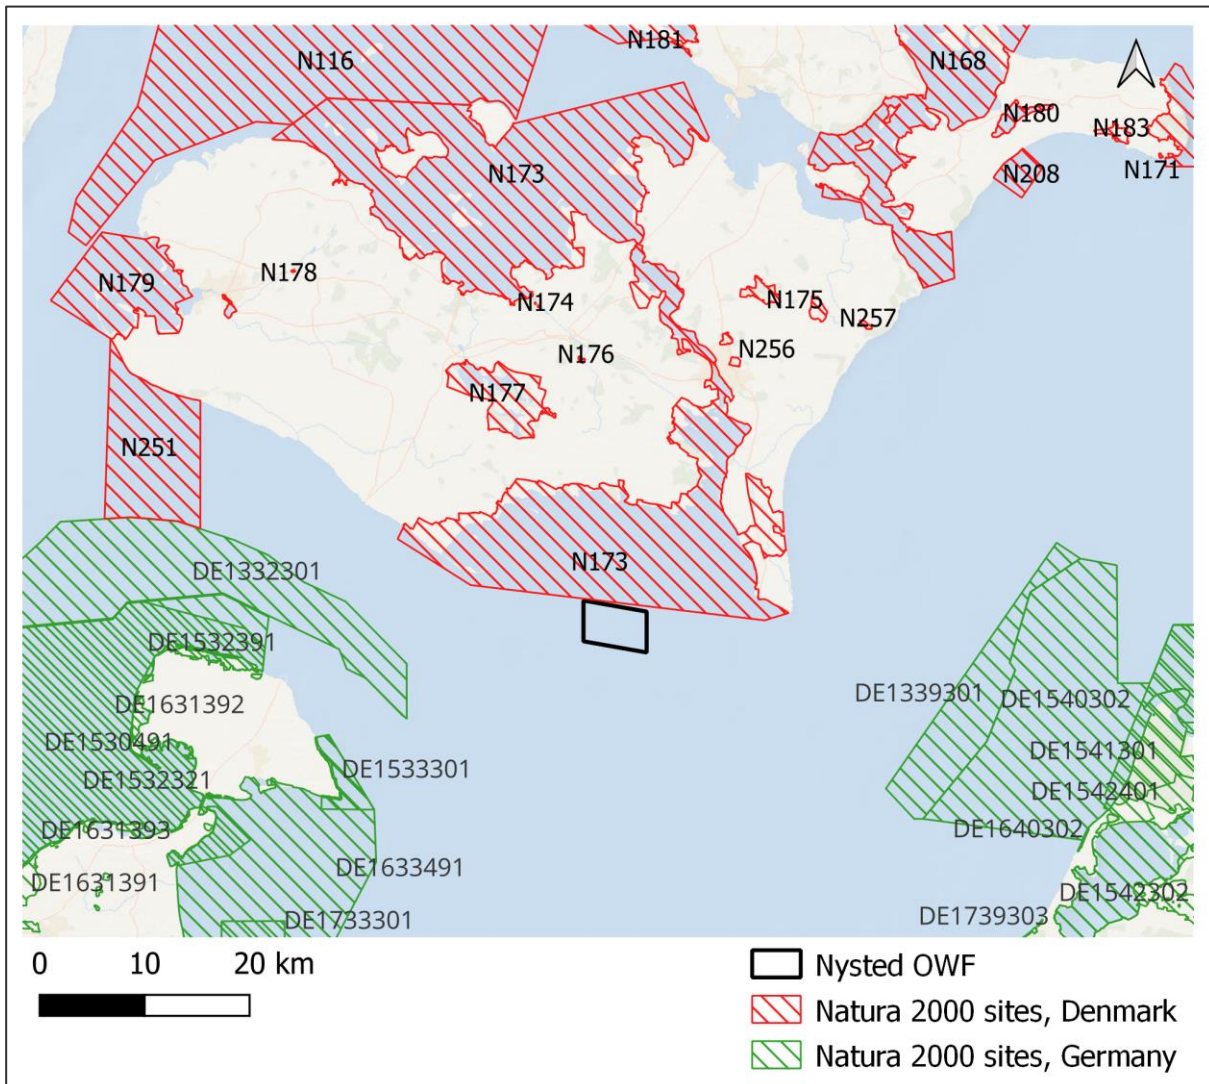 N181
N116
N168
N180
N183
N173
N208
N171
N178
N179
N174
N175
N257
N176
N256
N177
N251
N173
DE1332301
DE1532391
DE1631392
DE1339301
DE1540302
DE1530491
DE1541301
DE1532321
DE1533301
DE1542401
DE1631393
DE1640302
DE1633491
DE1631391
DE1542302
DE1733301
DE1739303
0 10 20 km
Nysted OWF
Natura 2000 sites, Denmark
Natura 2000 sites, Germany